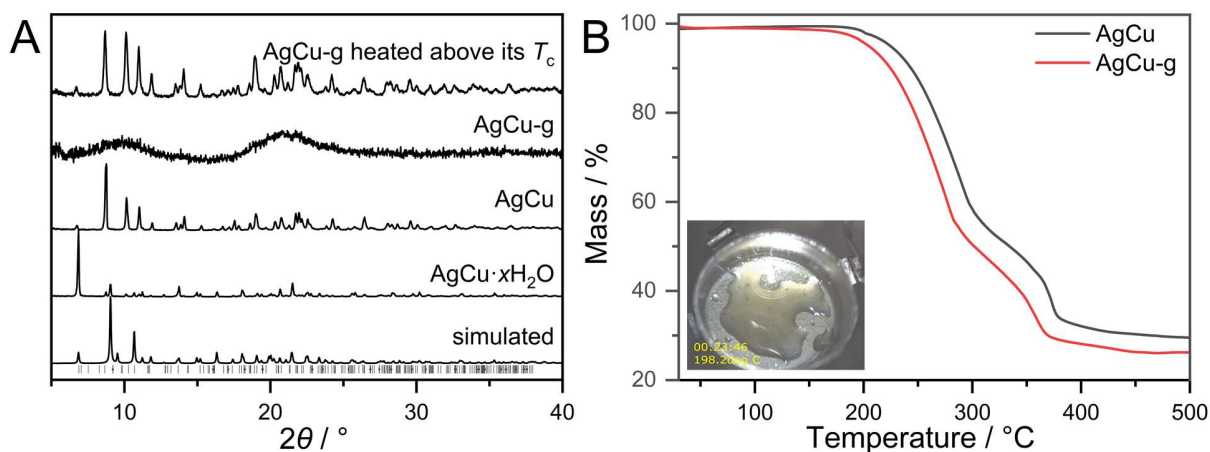 A
AgCu-g heated above its Tc
AgCu-g
AgCu
AgCu·xH2O
simulated
10
20
30
40
2θ / °
B
100
80
60
40
20
Mass / %
AgCu
AgCu-g
00:23:46
198.2deg C
100
200
300
400
500
Temperature / °C